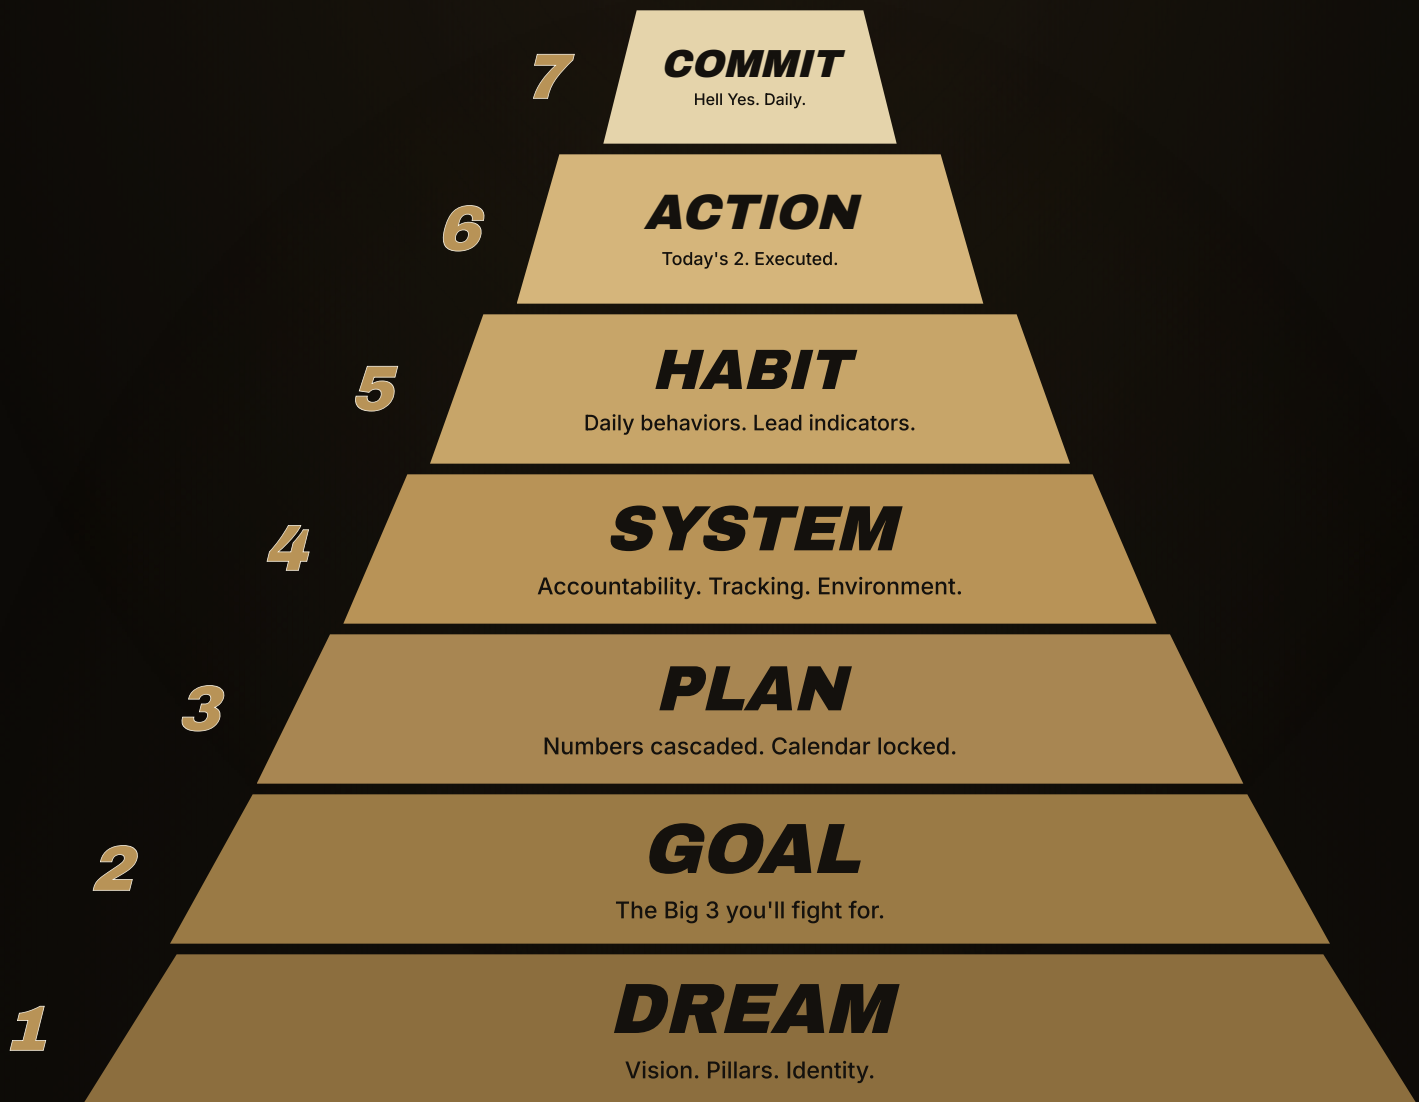 7
COMMIT
Hell Yes. Daily.
6
ACTION
Today's 2. Executed.
5
HABIT
Daily behaviors. Lead indicators.
4
SYSTEM
Accountability. Tracking. Environment.
3
PLAN
Numbers cascaded. Calendar locked.
2
GOAL
The Big 3 you'll fight for.
1
DREAM
Vision. Pillars. Identity.